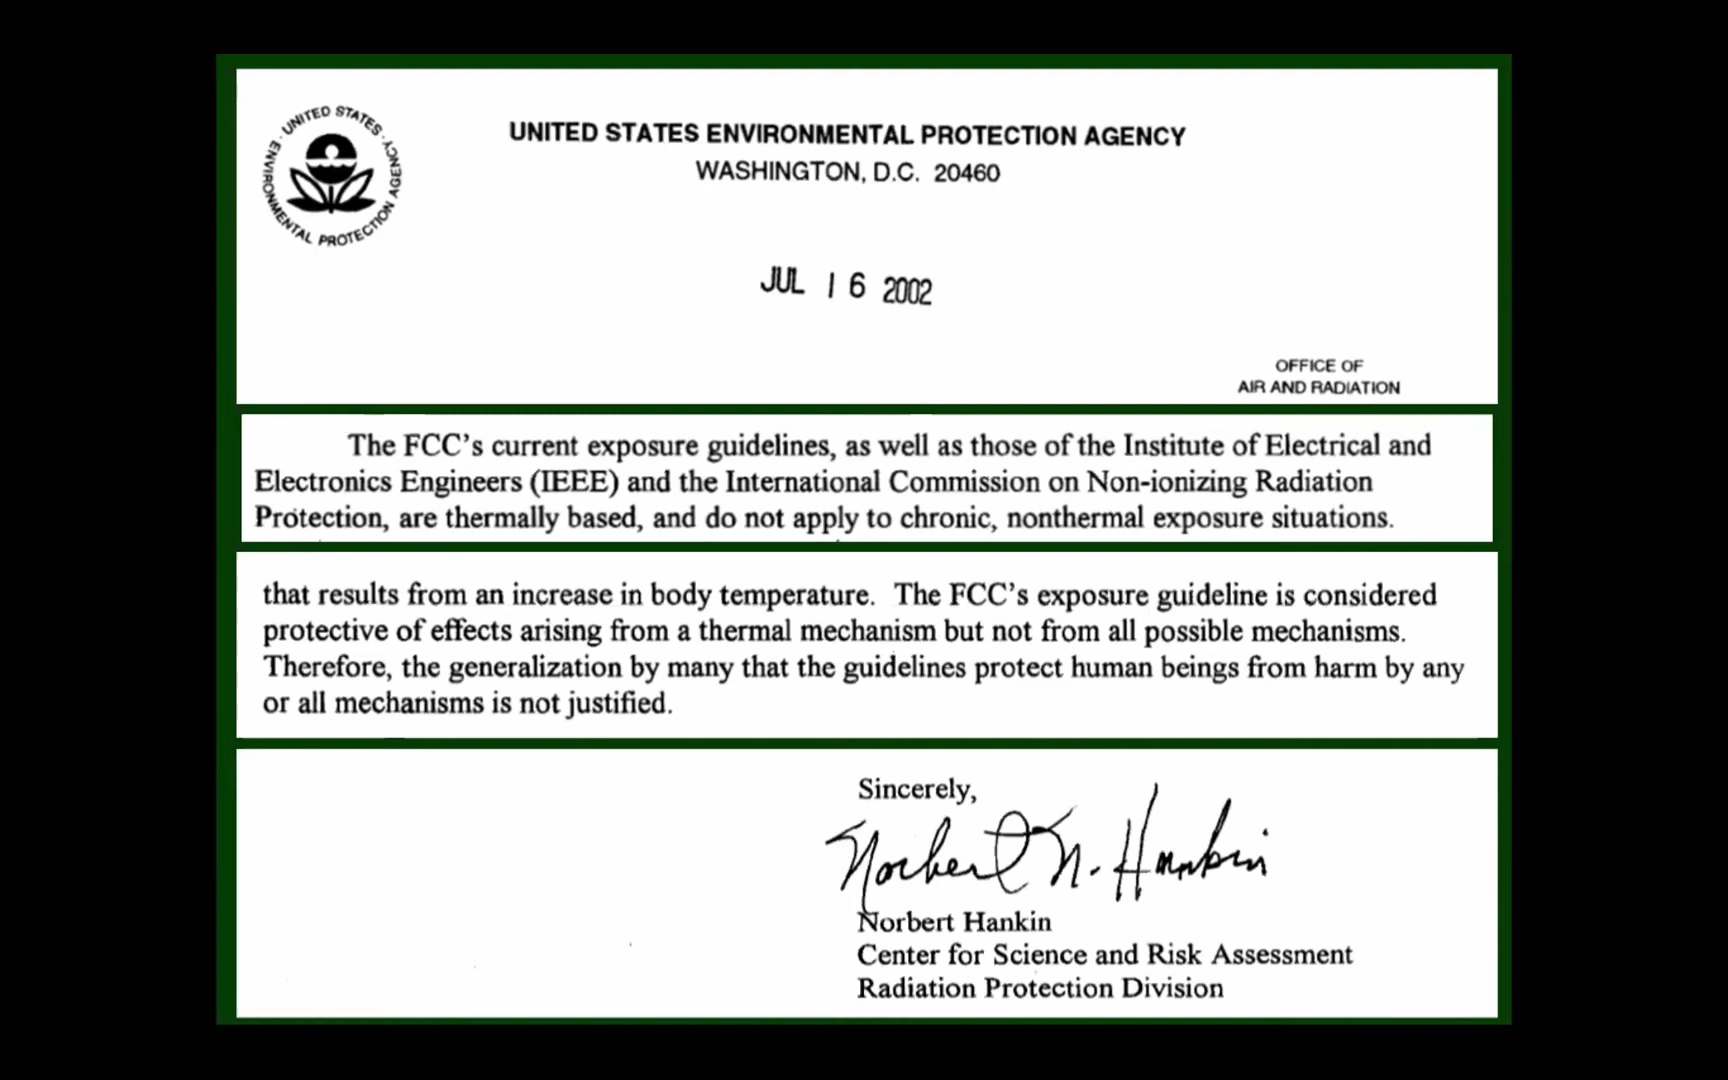 UNITED STATES ENVIRONMENTAL PROTECTION AGENCY
UNITED STATES ENVIRONMENTAL PROTECTION AGENCY
WASHINGTON, D.C. 20460
JUL 16 2002
OFFICE OF
AIR AND RADIATION
The FCC's current exposure guidelines, as well as those of the Institute of Electrical and
Electronics Engineers (IEEE) and the International Commission on Non-ionizing Radiation
Protection, are thermally based, and do not apply to chronic, nonthermal exposure situations.
that results from an increase in body temperature. The FCC's exposure guideline is considered
protective of effects arising from a thermal mechanism but not from all possible mechanisms.
Therefore, the generalization by many that the guidelines protect human beings from harm by any
or all mechanisms is not justified.
Sincerely,
Norbert N. Hankin
Norbert Hankin
Center for Science and Risk Assessment
Radiation Protection Division